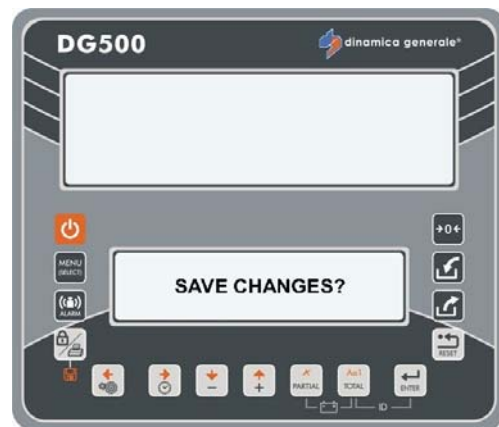 DG500
dinamica generale®
→0←
MENU
(SELECT)
SAVE CHANGES?
ALARM
RESET
PARTIAL
TOTAL
ENTER
ID